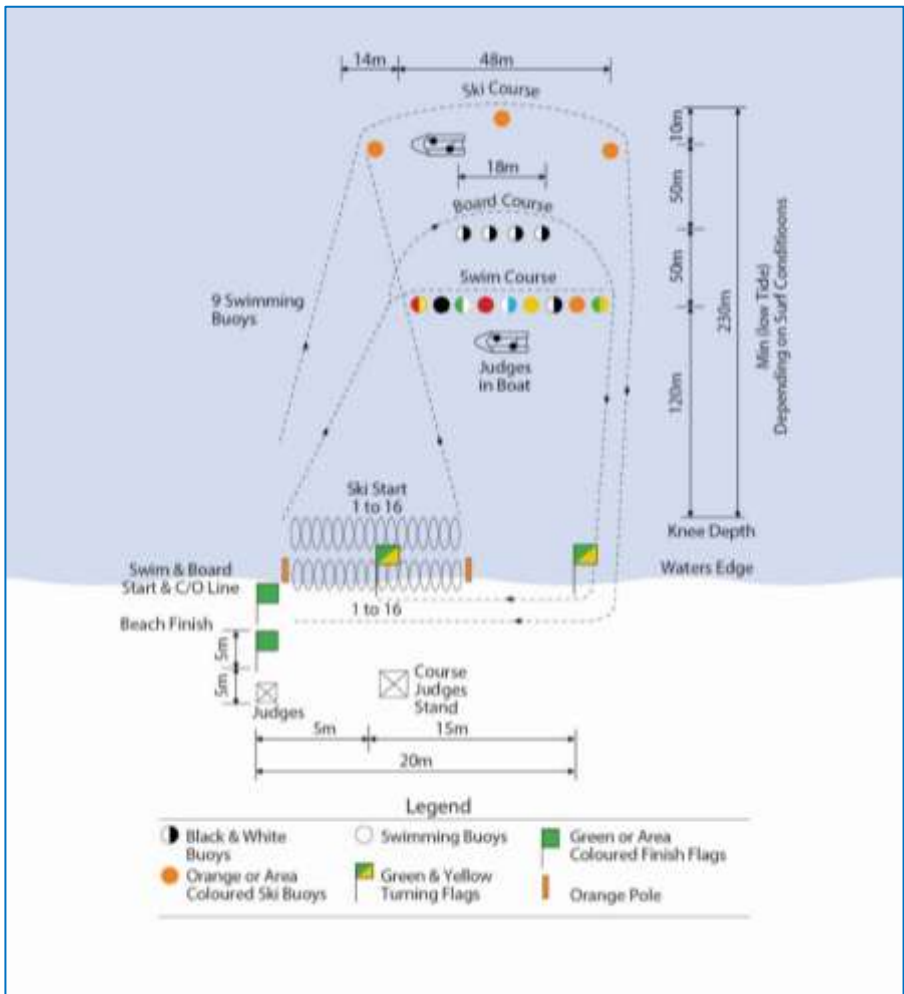 14m
48m
Ski Course
10m
18m
50m
Board Course
50m
Swim Course
9 Swimming
Buoys
230m
Min (low Tide)
Depending on Surf Conditioons
Judges
in Boat
120m
Ski Start
1 to 16
Knee Depth
Swim & Board
Start & C/O Line
Waters Edge
1 to 16
Beach Finish
5m
5m
Course
Judges
Stand
Judges
5m
15m
20m
Legend
Black & White
Buoys
Swimming Buoys
Green or Area
Coloured Finish Flags
Orange or Area
Coloured Ski Buoys
Green & Yellow
Turning Flags
Orange Pole